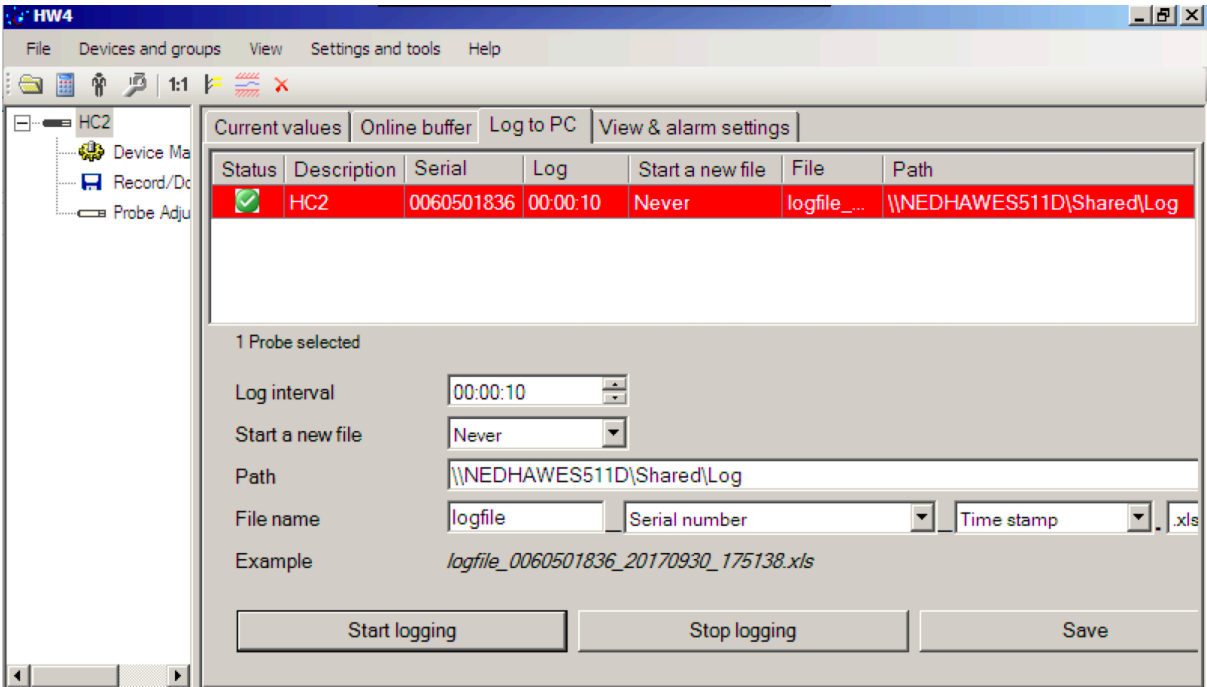 HW4
File Devices and groups View Settings and tools Help
1:1
HC2
Device Ma
Record/Do
Probe Adju
Current values Online buffer Log to PC View & alarm settings
Status Description Serial Log Start a new file File Path
HC2 0060501836 00:00:10 Never logfile_... \\NEDHAWES511D\Shared\Log
1 Probe selected
Log interval 00:00:10
Start a new file Never
Path \\NEDHAWES511D\Shared\Log
File name logfile _ Serial number _ Time stamp . .xls
Example logfile_0060501836_20170930_175138.xls
Start logging Stop logging Save